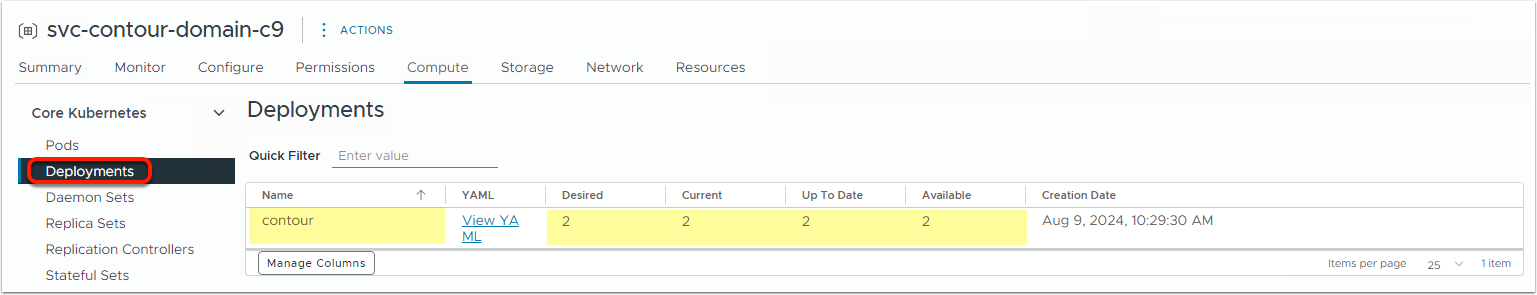 svc-contour-domain-c9 ACTIONS
Summary Monitor Configure Permissions Compute Storage Network Resources
Core Kubernetes
Pods
Deployments
Daemon Sets
Replica Sets
Replication Controllers
Stateful Sets
Deployments
Quick Filter Enter value
Name YAML Desired Current Up To Date Available Creation Date
contour View YA 2 2 2 2 Aug 9, 2024, 10:29:30 AM
ML
Manage Columns Items per page 25 1 item